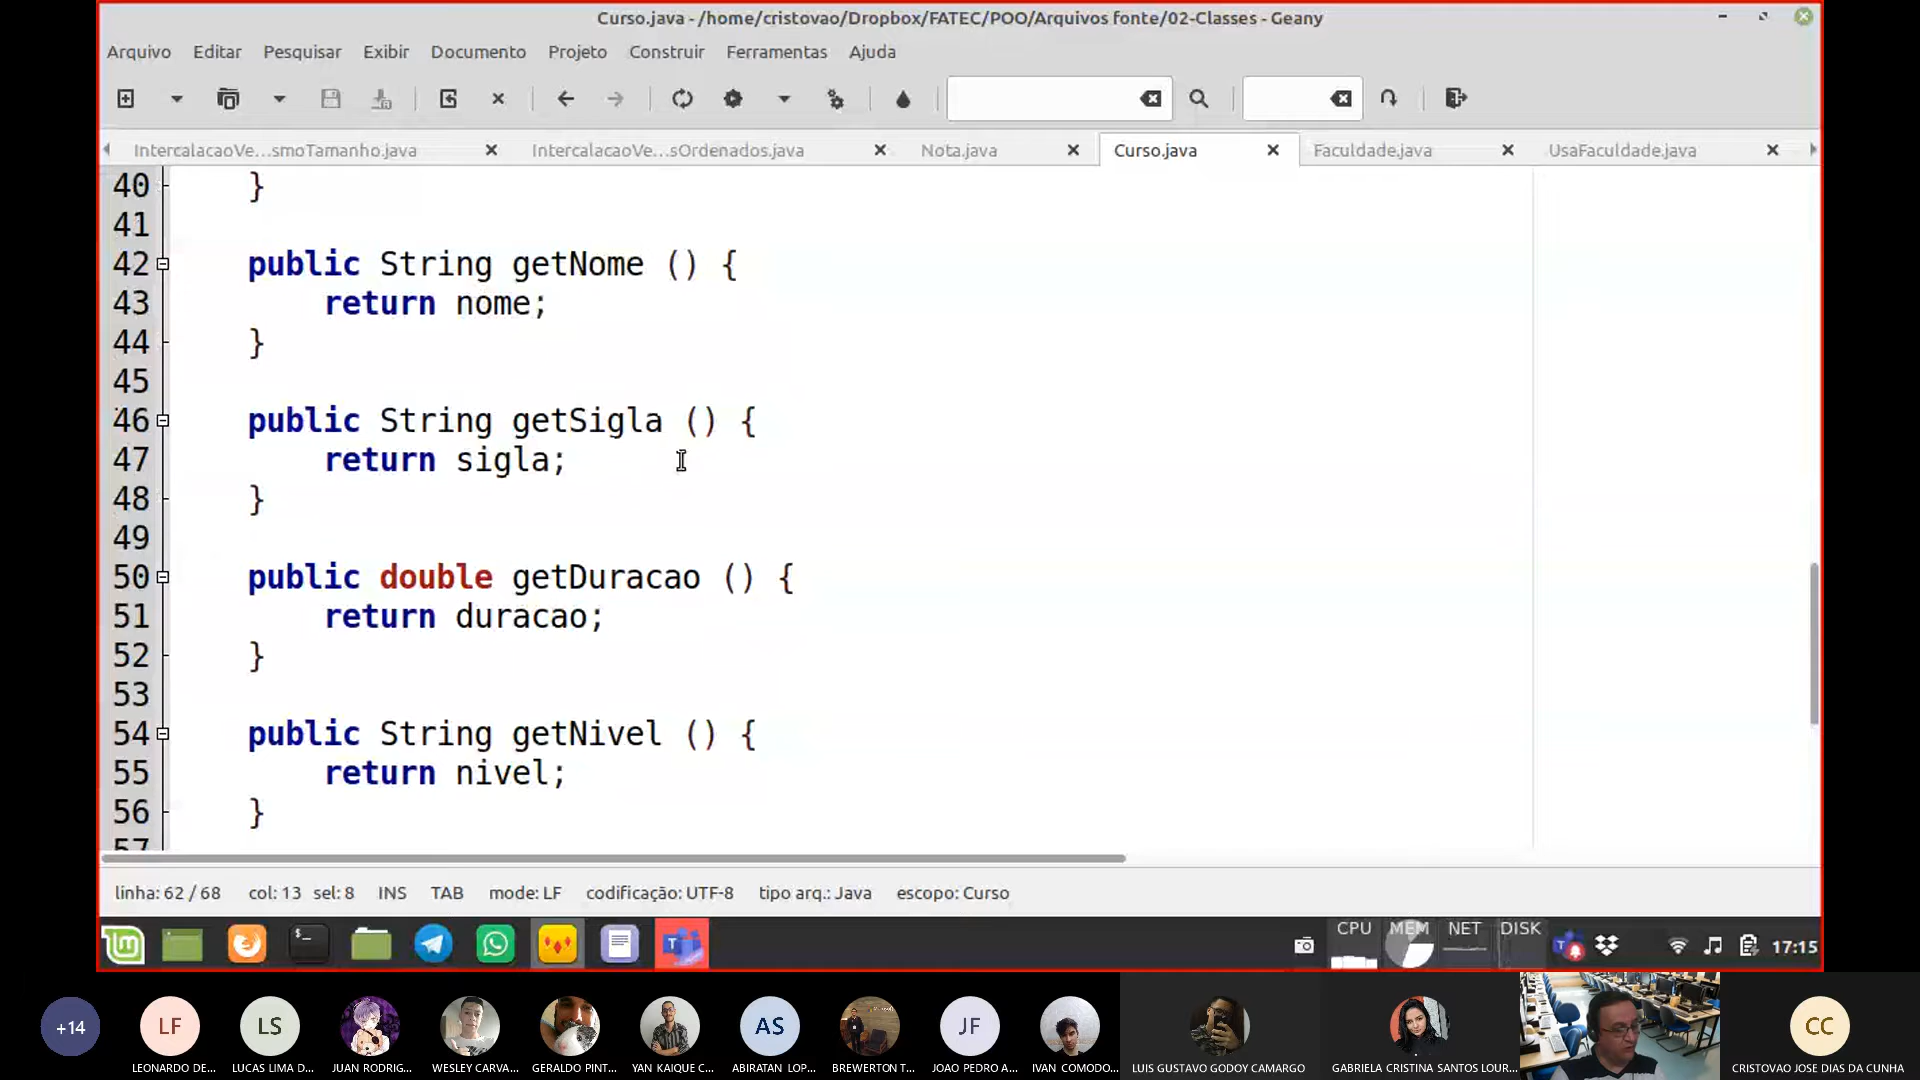 Curso.java - /home/cristovao/Dropbox/FATEC/POO/Arquivos fonte/02-Classes - Geany
Arquivo Editar Pesquisar Exibir Documento Projeto Construir Ferramentas Ajuda
IntercalacaoVe...smoTamanho.java IntercalacaoVe...sOrdenados.java Nota.java Curso.java Faculdade.java UsaFaculdade.java
40 }
41
42 public String getNome () {
43 return nome;
44 }
45
46 public String getSigla () {
47 return sigla;
48 }
49
50 public double getDuracao () {
51 return duracao;
52 }
53
54 public String getNivel () {
55 return nivel;
56 }
57
linha: 62 / 68 col: 13 sel: 8 INS TAB mode: LF codificação: UTF-8 tipo arq.: Java escopo: Curso
CPU MEM NET DISK
17:15
+14 LF LS AS JF CC
LEONARDO DE... LUCAS LIMA D... JUAN RODRIG... WESLEY CARVA... GERALDO PINT... YAN KAIQUE C... ABIRATAN LOP... BREWERTON T... JOAO PEDRO A... IVAN COMODO... LUIS GUSTAVO GODOY CAMARGO GABRIELA CRISTINA SANTOS LOUR... CRISTOVAO JOSE DIAS DA CUNHA